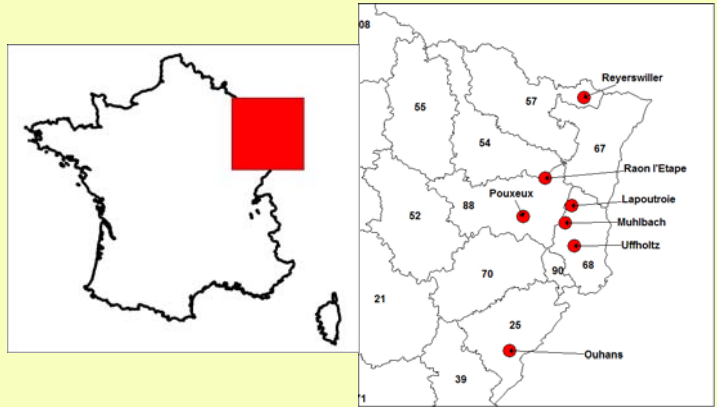 08
Reyerswiller
57
55
67
54
Raon l'Etape
Pouxeux
Lapoutroie
88
52
Muhlbach
Uffholtz
90
68
70
21
25
Ouhans
39
71